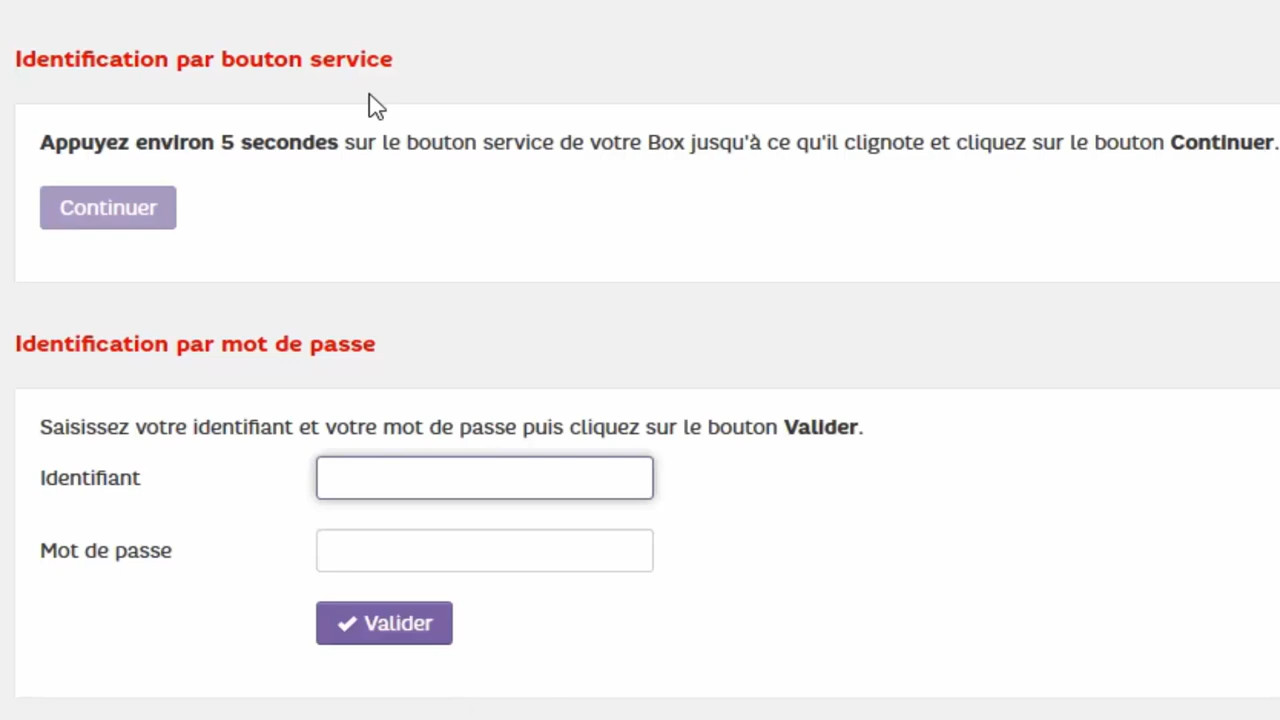 Identification par bouton service
Appuyez environ 5 secondes sur le bouton service de votre Box jusqu'à ce qu'il clignote et cliquez sur le bouton Continuer.
Continuer
Identification par mot de passe
Saisissez votre identifiant et votre mot de passe puis cliquez sur le bouton Valider.
Identifiant
Mot de passe
Valider